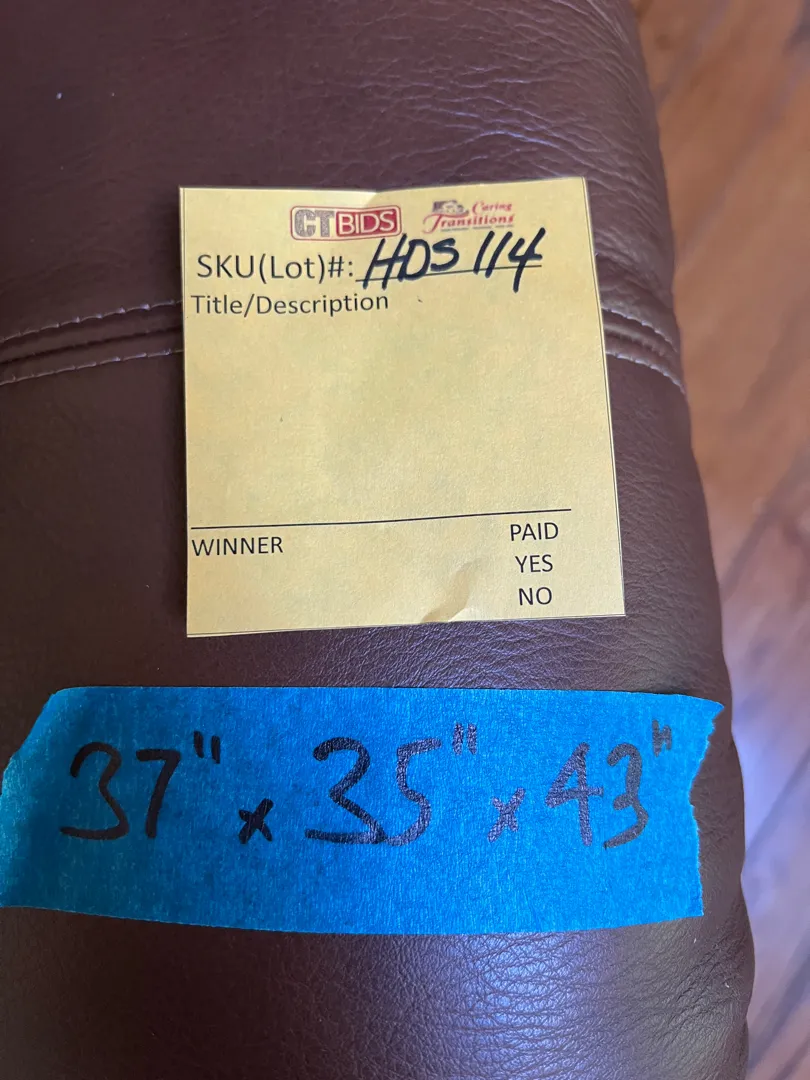 CTBIDS Caring Transitions
SKU(Lot)#: HDS 114
Title/Description
WINNER PAID
YES
NO
37" x 35" x 43"